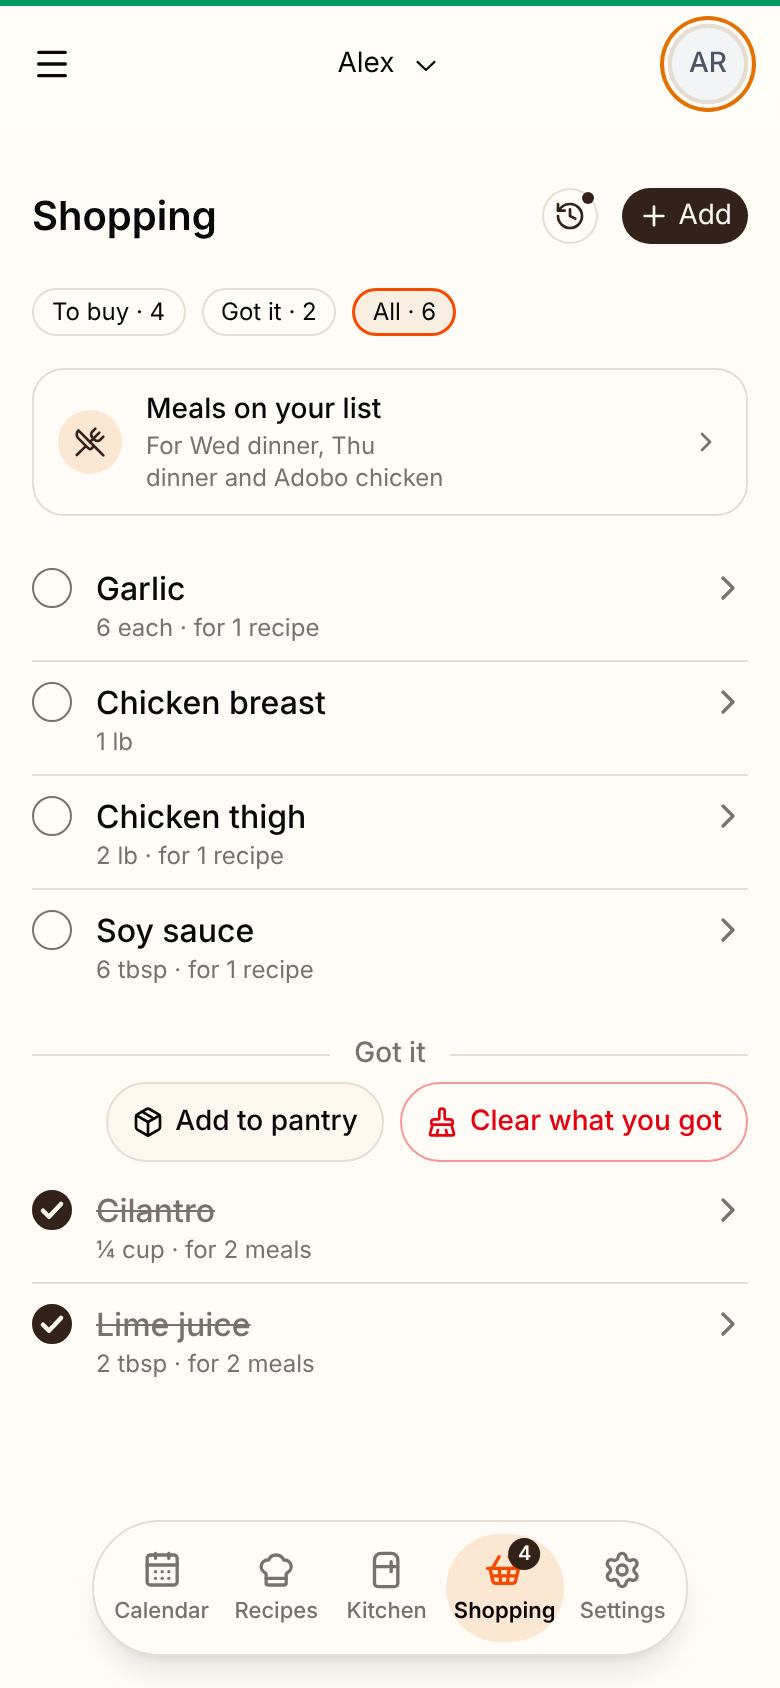 Alex
AR
Shopping
Add
To buy · 4
Got it · 2
All · 6
Meals on your list
For Wed dinner, Thu
dinner and Adobo chicken
Garlic
6 each · for 1 recipe
Chicken breast
1 lb
Chicken thigh
2 lb · for 1 recipe
Soy sauce
6 tbsp · for 1 recipe
Got it
Add to pantry
Clear what you got
Cilantro
¼ cup · for 2 meals
Lime juice
2 tbsp · for 2 meals
4
Calendar
Recipes
Kitchen
Shopping
Settings